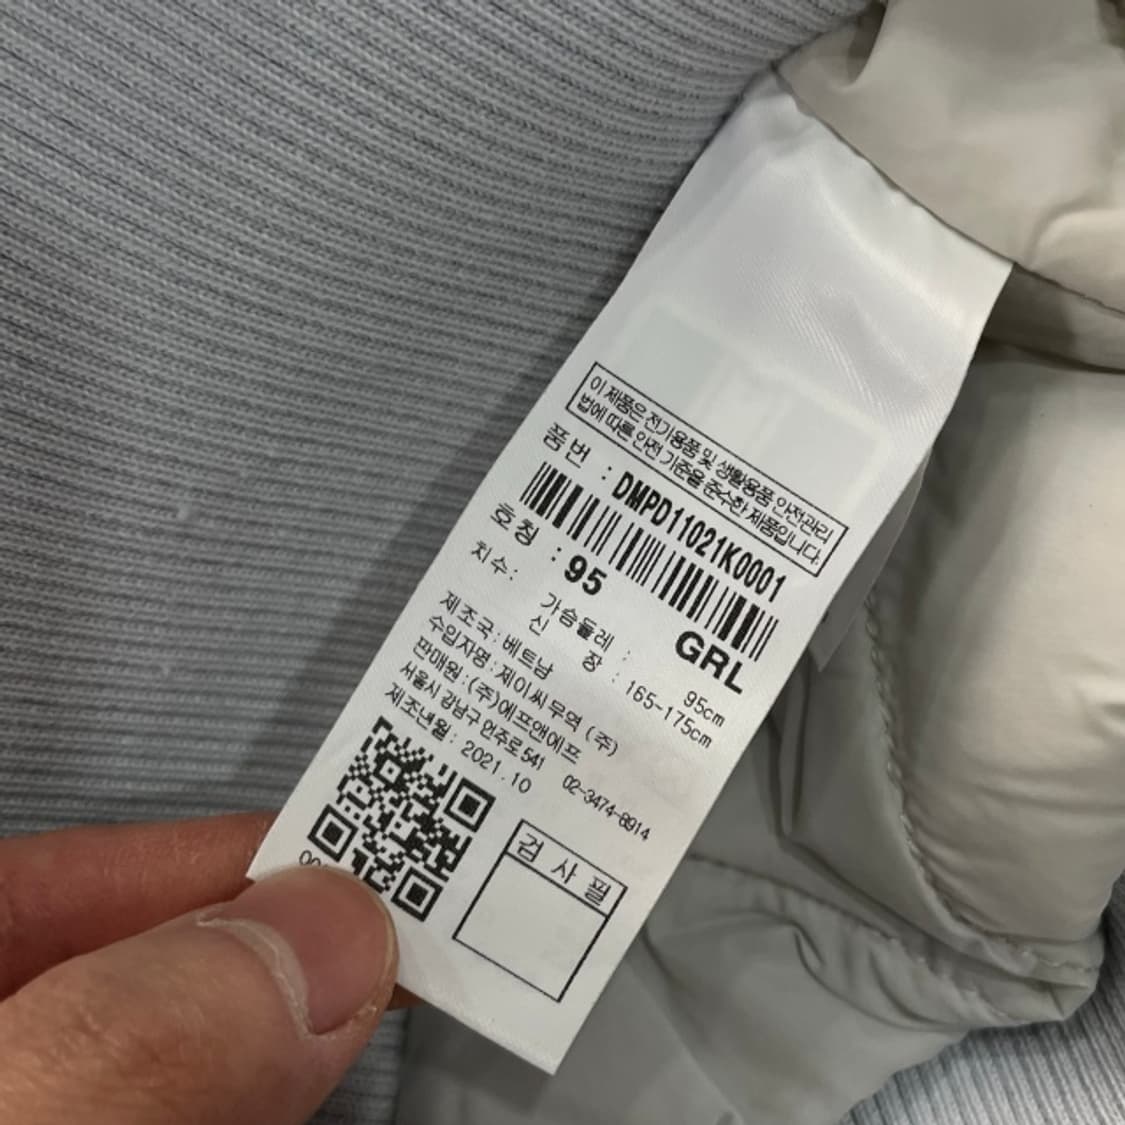 이 제품은 전기용품 및 생활용품 안전관리
법에 따른 안전 기준을 준수한 제품입니다.
품번 : DMPD11021K0001
호칭 : 95 GRL
치수: 가슴둘레 : 95cm
신 장 : 165-175cm
제조국:베트남
수입자명:제이씨무역 (주)
판매원:(주)에프앤에프
서울시 강남구 언주로541 02-3474-8914
제조년월: 2021.10
검사필